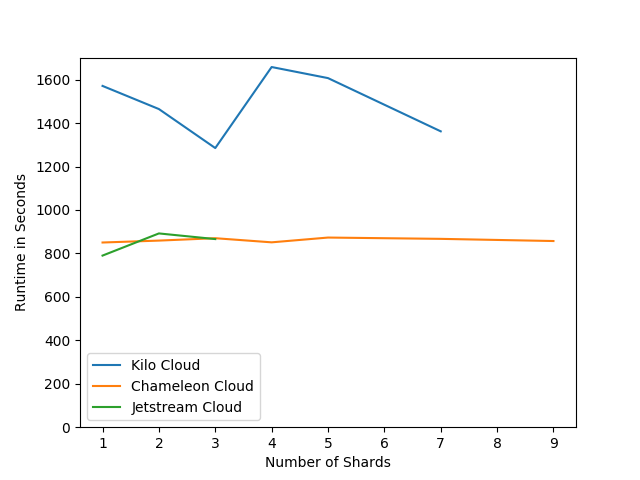 1600
1400
1200
1000
800
600
400
200
0
Runtime in Seconds
Kilo Cloud
Chameleon Cloud
Jetstream Cloud
1 2 3 4 5 6 7 8 9
Number of Shards